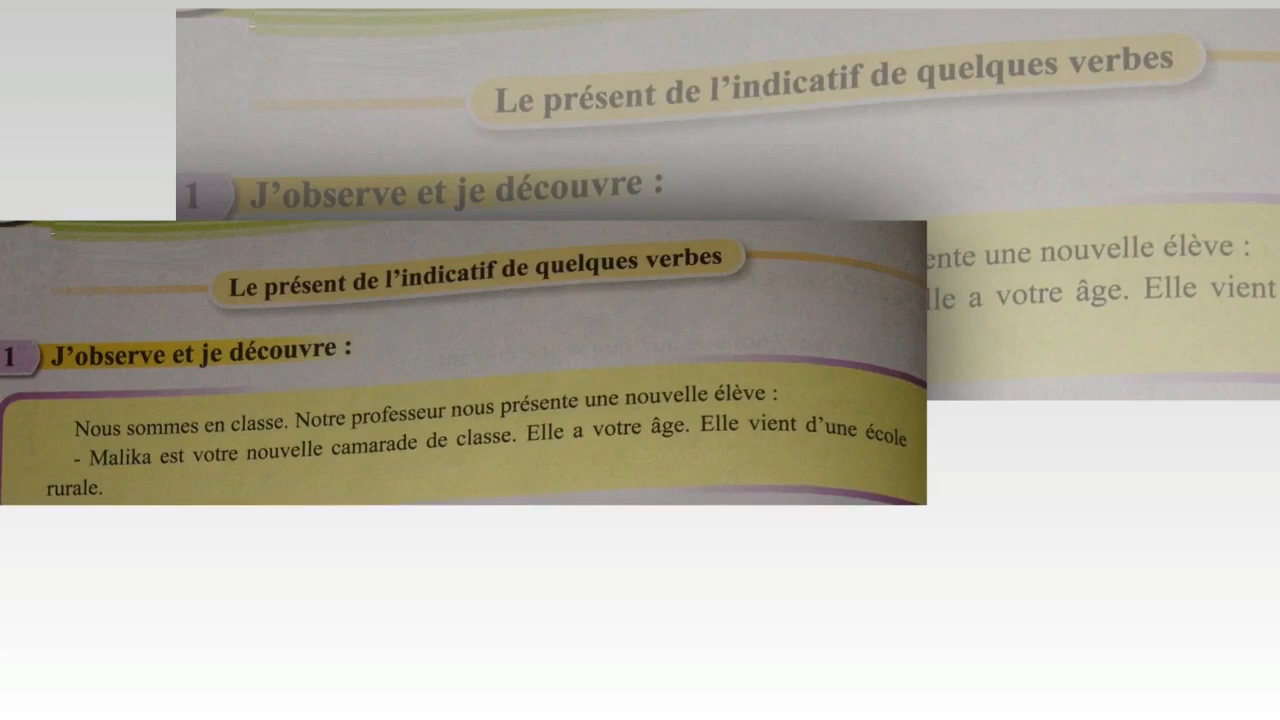 Le présent de l'indicatif de quelques verbes
1 J'observe et je découvre :
ente une nouvelle élève :
lle a votre âge. Elle vient
Le présent de l'indicatif de quelques verbes
1 J'observe et je découvre :
Nous sommes en classe. Notre professeur nous présente une nouvelle élève :
- Malika est votre nouvelle camarade de classe. Elle a votre âge. Elle vient d'une école
rurale.